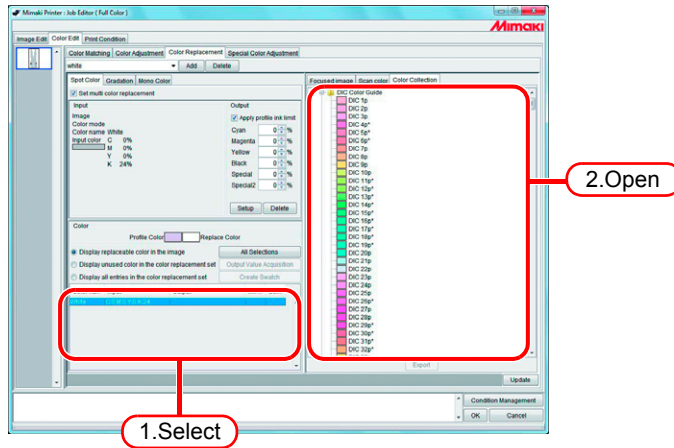 Mimaki Printer : Job Editor ( Full Color )
Mimaki
Image Edit Color Edit Print Condition
Color Matching Color Adjustment Color Replacement Special Color Adjustment
white Add Delete
Spot Color Gradation Mono Color
Focused image Scan color Color Collection
Set multi color replacement
Input Output
Image
Color mode
Color name White
Input color C 0%
M 0%
Y 0%
K 24%
Apply profile ink limit
Cyan 0 %
Magenta 0 %
Yellow 0 %
Black 0 %
Special 0 %
Special2 0 %
Setup Delete
Color
Profile Color Replace Color
Display replaceable color in the image All Selections
Display unused color in the color replacement set Output Value Acquisition
Display all entries in the color replacement set Create Swatch
White
DIC Color Guide
DIC 1p
DIC 2p
DIC 3p
DIC 4p*
DIC 5p*
DIC 6p*
DIC 7p
DIC 8p
DIC 9p
DIC 10p
DIC 11p*
DIC 12p*
DIC 13p*
DIC 14p*
DIC 15p*
DIC 16p*
DIC 17p*
DIC 18p*
DIC 19p*
DIC 20p
DIC 21p
DIC 22p
DIC 23p
DIC 24p
DIC 25p
DIC 26p*
DIC 27p
DIC 28p
DIC 29p*
DIC 30p*
DIC 31p*
DIC 32p*
Export
Update
Condition Management
OK Cancel
1.Select
2.Open